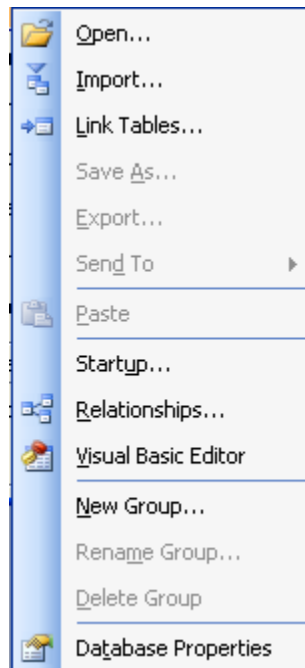 Open...
Import...
Link Tables...
Save As...
Export...
Send To
Paste
Startup...
Relationships...
Visual Basic Editor
New Group...
Rename Group...
Delete Group
Database Properties